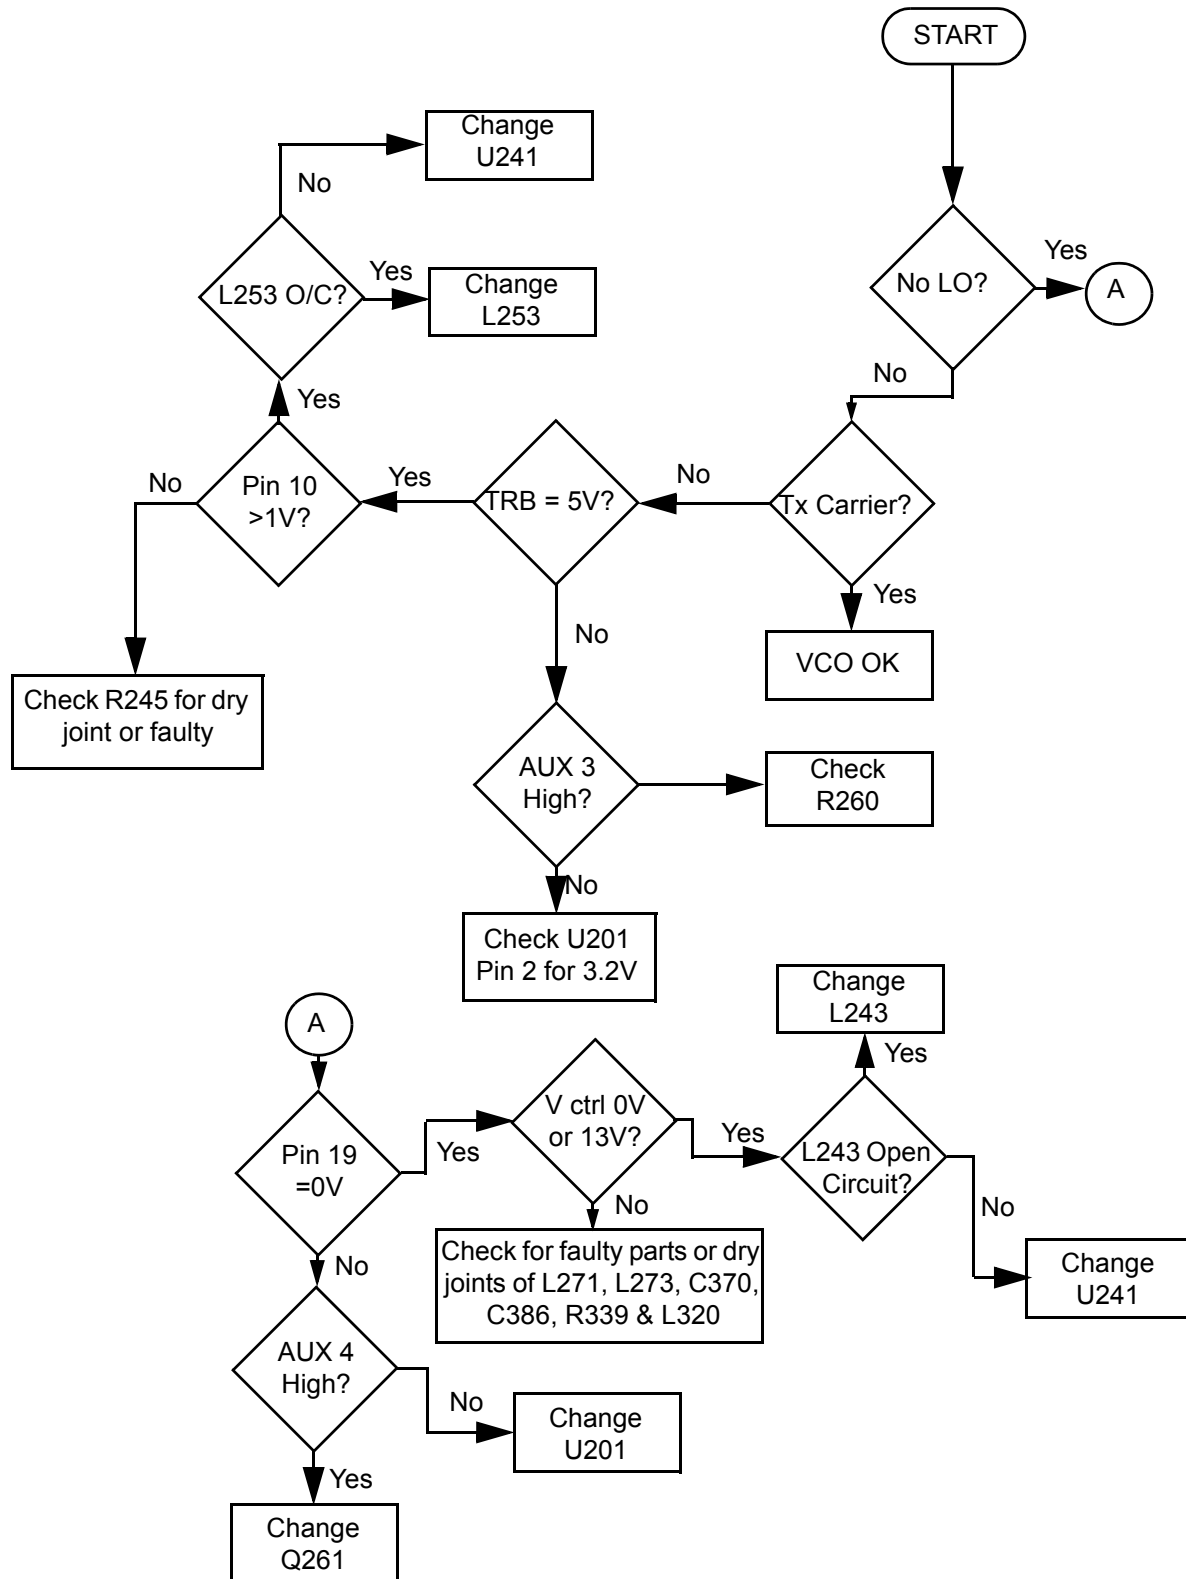 START
Change
U241
No
L253 O/C?
Yes
Change
L253
No LO?
Yes
A
No
Yes
No
Pin 10
>1V?
Yes
TRB = 5V?
No
Tx Carrier?
Yes
VCO OK
No
Check R245 for dry
joint or faulty
AUX 3
High?
Check
R260
No
Check U201
Pin 2 for 3.2V
A
Change
L243
Yes
Pin 19
=0V
Yes
V ctrl 0V
or 13V?
Yes
L243 Open
Circuit?
No
No
Check for faulty parts or dry
joints of L271, L273, C370,
C386, R339 & L320
Change
U241
No
AUX 4
High?
No
Change
U201
Yes
Change
Q261